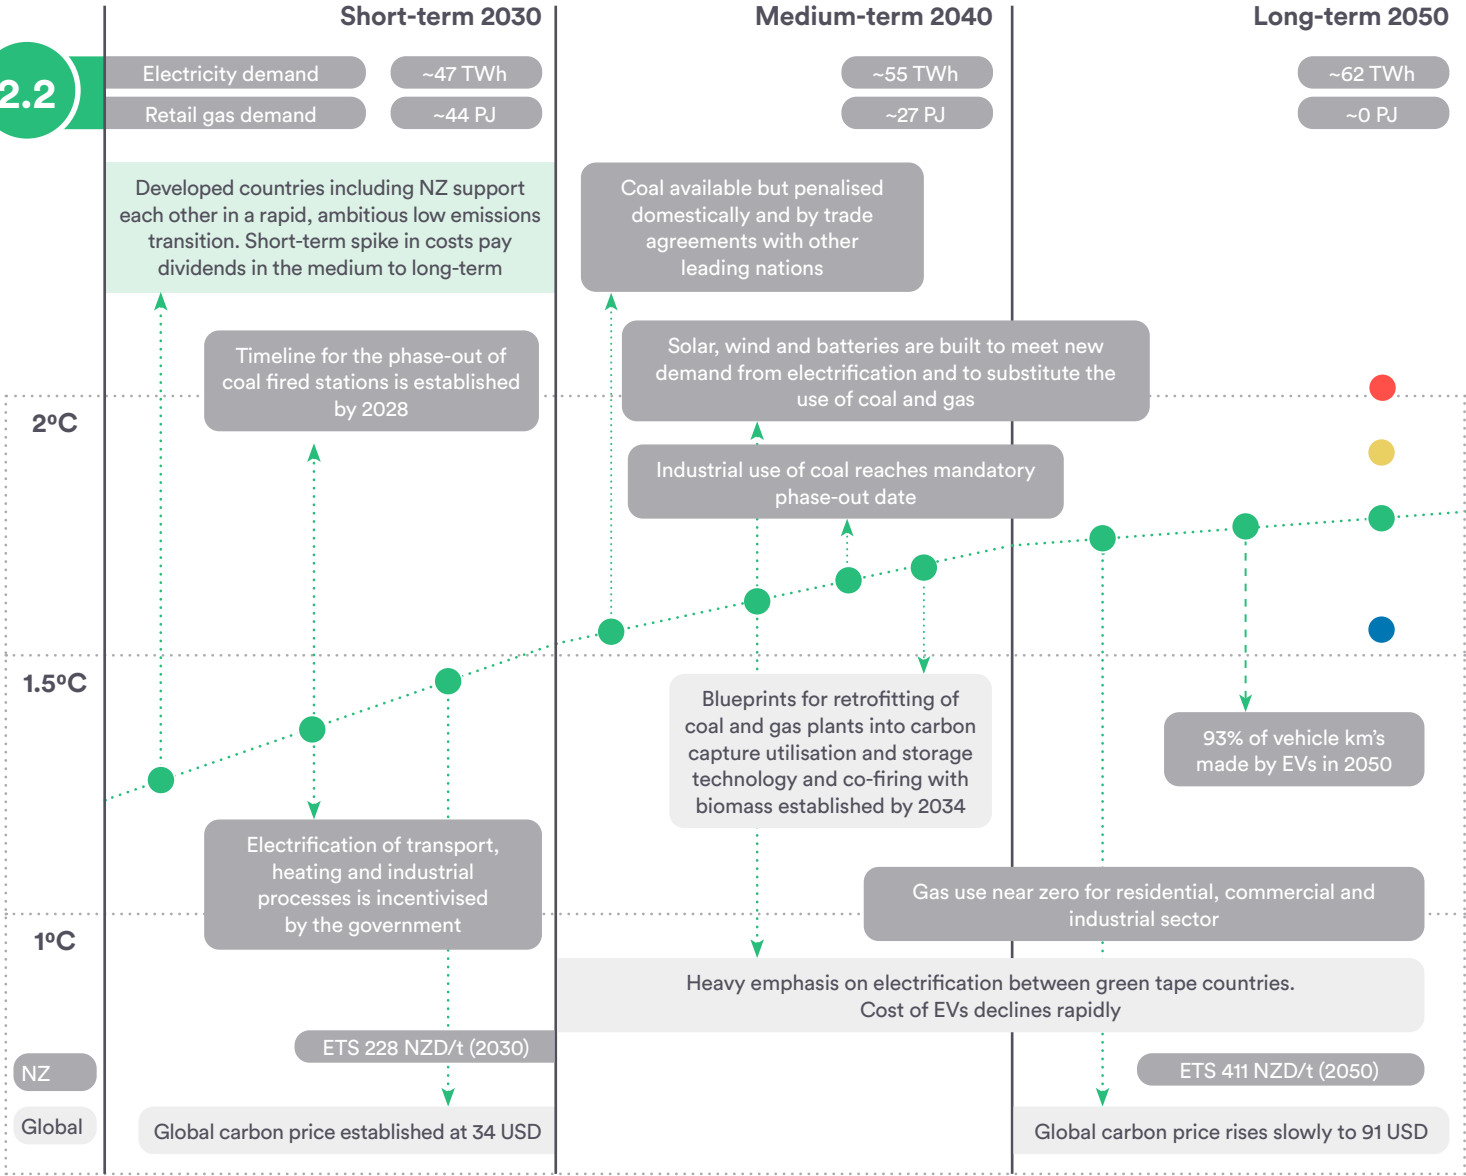 Short-term 2030
Medium-term 2040
Long-term 2050
2.2
Electricity demand
~47 TWh
~55 TWh
~62 TWh
Retail gas demand
~44 PJ
~27 PJ
~0 PJ
Developed countries including NZ support
each other in a rapid, ambitious low emissions
transition. Short-term spike in costs pay
dividends in the medium to long-term
Coal available but penalised
domestically and by trade
agreements with other
leading nations
Timeline for the phase-out of
coal fired stations is established
by 2028
Solar, wind and batteries are built to meet new
demand from electrification and to substitute the
use of coal and gas
2ºC
Industrial use of coal reaches mandatory
phase-out date
1.5ºC
Blueprints for retrofitting of
coal and gas plants into carbon
capture utilisation and storage
technology and co-firing with
biomass established by 2034
93% of vehicle km's
made by EVs in 2050
Electrification of transport,
heating and industrial
processes is incentivised
by the government
Gas use near zero for residential, commercial and
industrial sector
1ºC
Heavy emphasis on electrification between green tape countries.
Cost of EVs declines rapidly
ETS 228 NZD/t (2030)
ETS 411 NZD/t (2050)
NZ
Global
Global carbon price established at 34 USD
Global carbon price rises slowly to 91 USD